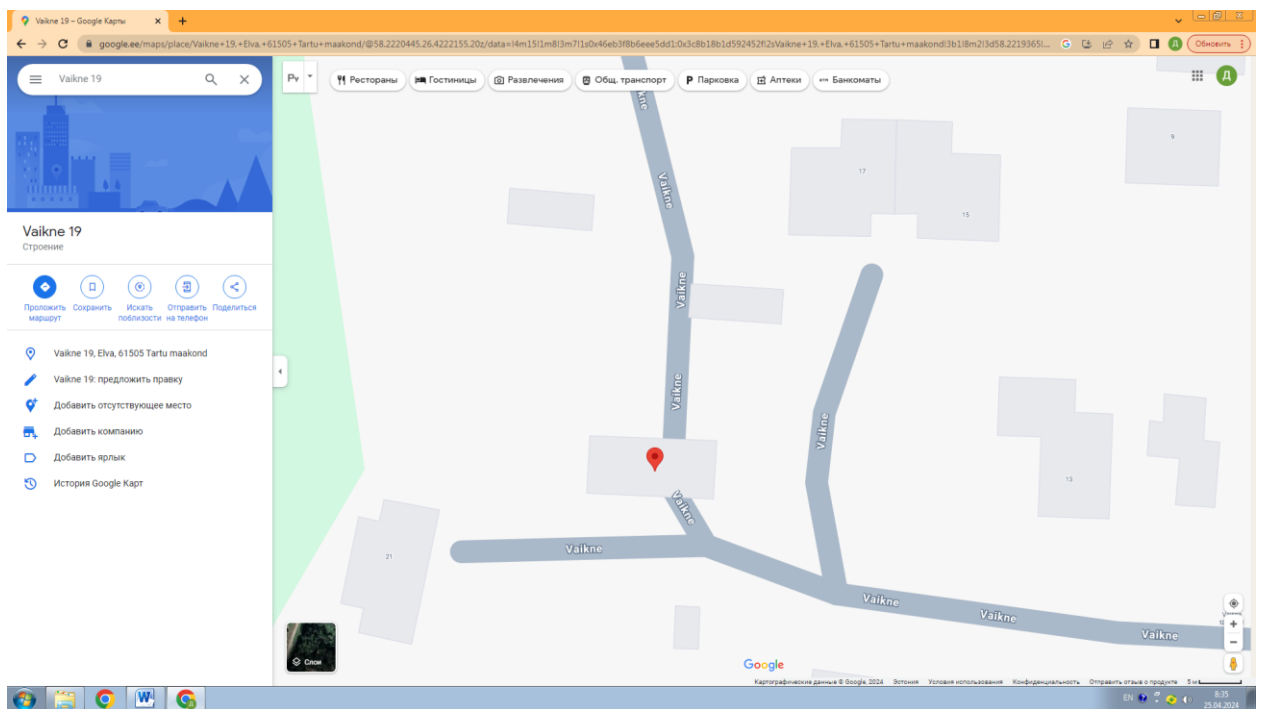 Vaikne 19 – Google Карты
google.ee/maps/place/Vaikne+19,+Elva,+61505+Tartu+maakond/@58.2220445,26.4222155,20z/data=!4m15!1m8!3m7!1s0x46eb3f8b6eee5dd1:0x3c8b18b1d592452f!2sVaikne+19,+Elva,+61505+Tartu+maakond!3b1!8m2!3d58.2219365!...
Обновить
Vaikne 19
Ру
Рестораны
Гостиницы
Развлечения
Общ. транспорт
Парковка
Аптеки
Банкоматы
Д
Vaikne 19
Строение
Проложить маршрут
Сохранить
Искать поблизости
Отправить на телефон
Поделиться
Vaikne 19, Elva, 61505 Tartu maakond
Vaikne 19: предложить правку
Добавить отсутствующее место
Добавить компанию
Добавить ярлык
История Google Карт
kne
Vaikne
Vaikne
Vaikne
Vaikne
Vaikne
Vaikne
Vaikne
Vaikne
Vaikne
17
15
9
13
21
Слои
Google
Картографические данные © Google, 2024
Эстония
Условия использования
Конфиденциальность
Отправить отзыв о продукте
5 м
EN
8:35
25.04.2024